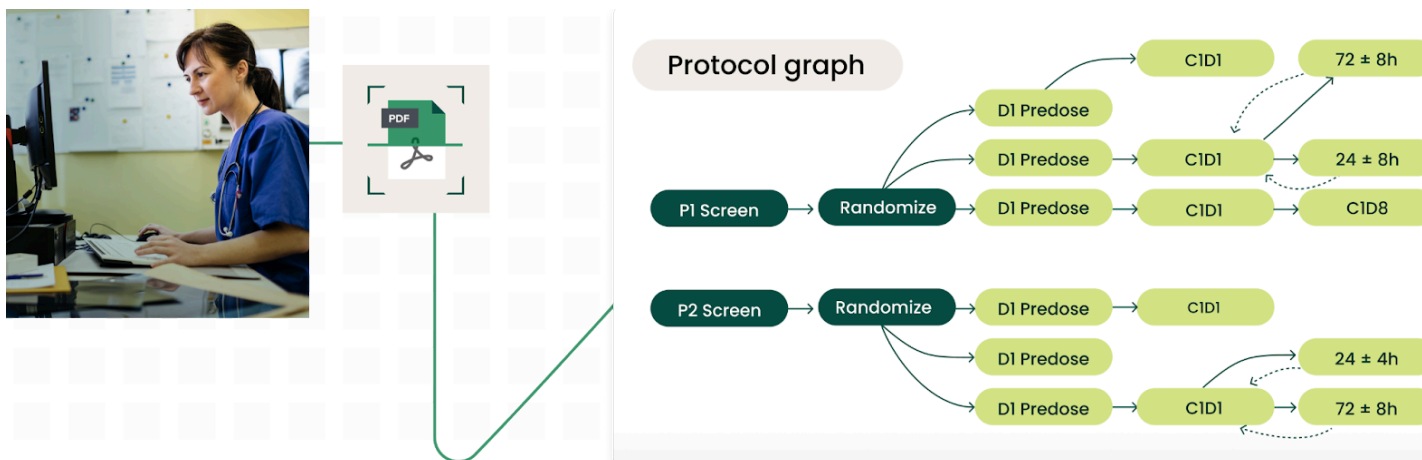 PDF
Protocol graph
C1D1
72 ± 8h
D1 Predose
D1 Predose
C1D1
24 ± 8h
P1 Screen
Randomize
D1 Predose
C1D1
C1D8
P2 Screen
Randomize
D1 Predose
C1D1
D1 Predose
24 ± 4h
D1 Predose
C1D1
72 ± 8h